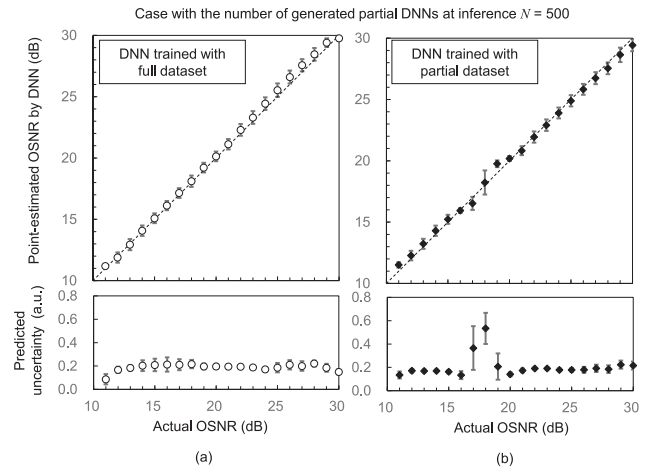 Case with the number of generated partial DNNs at inference N = 500
Point-estimated OSNR by DNN (dB)
30
25
20
15
10
DNN trained with
full dataset
30
25
20
15
10
DNN trained with
partial dataset
Predicted
uncertainty (a.u.)
0.8
0.6
0.4
0.2
0.0
10 15 20 25 30
Actual OSNR (dB)
(a)
0.8
0.6
0.4
0.2
0.0
10 15 20 25 30
Actual OSNR (dB)
(b)